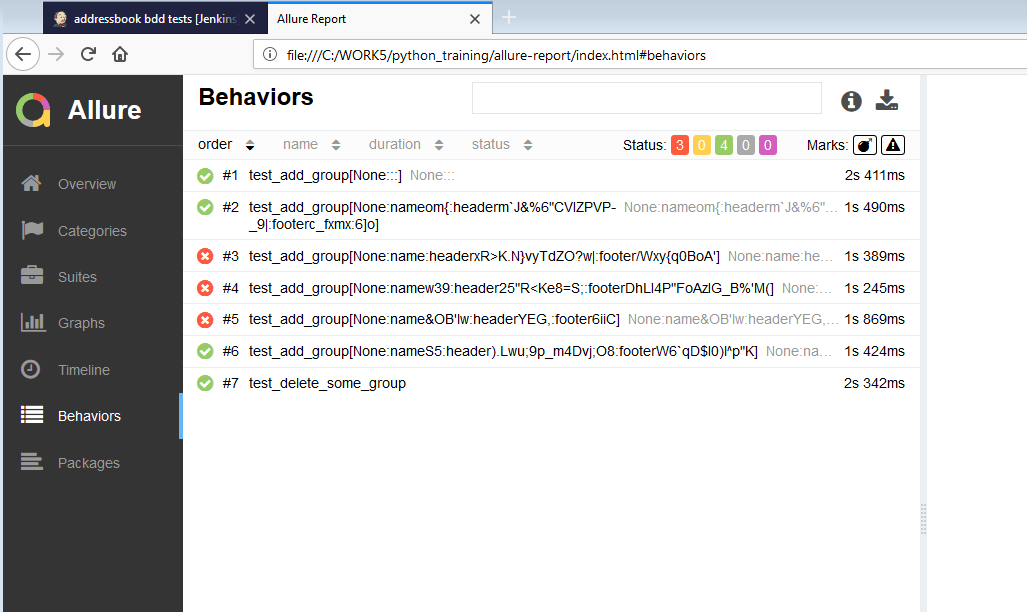 addressbook bdd tests [Jenkins
Allure Report
file:///C:/WORK5/python_training/allure-report/index.html#behaviors
Allure
Overview
Categories
Suites
Graphs
Timeline
Behaviors
Packages
Behaviors
order name duration status Status: 3 0 4 0 0 Marks:
#1 test_add_group[None:::] None::: 2s 411ms
#2 test_add_group[None:nameom{:headerm`J&%6"CVlZPVP- None:nameom{:headerm`J&%6"... 1s 490ms
_9|:footerc_fxmx:6]o]
#3 test_add_group[None:name:headerxR>K.N}vyTdZO?w|:footer/Wxy{q0BoA'] None:name:he... 1s 389ms
#4 test_add_group[None:namew39:header25"R<Ke8=S;:footerDhLl4P"FoAzlG_B%'M(] None:... 1s 245ms
#5 test_add_group[None:name&OB'lw:headerYEG,:footer6iiC] None:name&OB'lw:headerYEG,... 1s 869ms
#6 test_add_group[None:nameS5:header).Lwu;9p_m4Dvj;O8:footerW6`qD$l0)l^p"K] None:na... 1s 424ms
#7 test_delete_some_group 2s 342ms